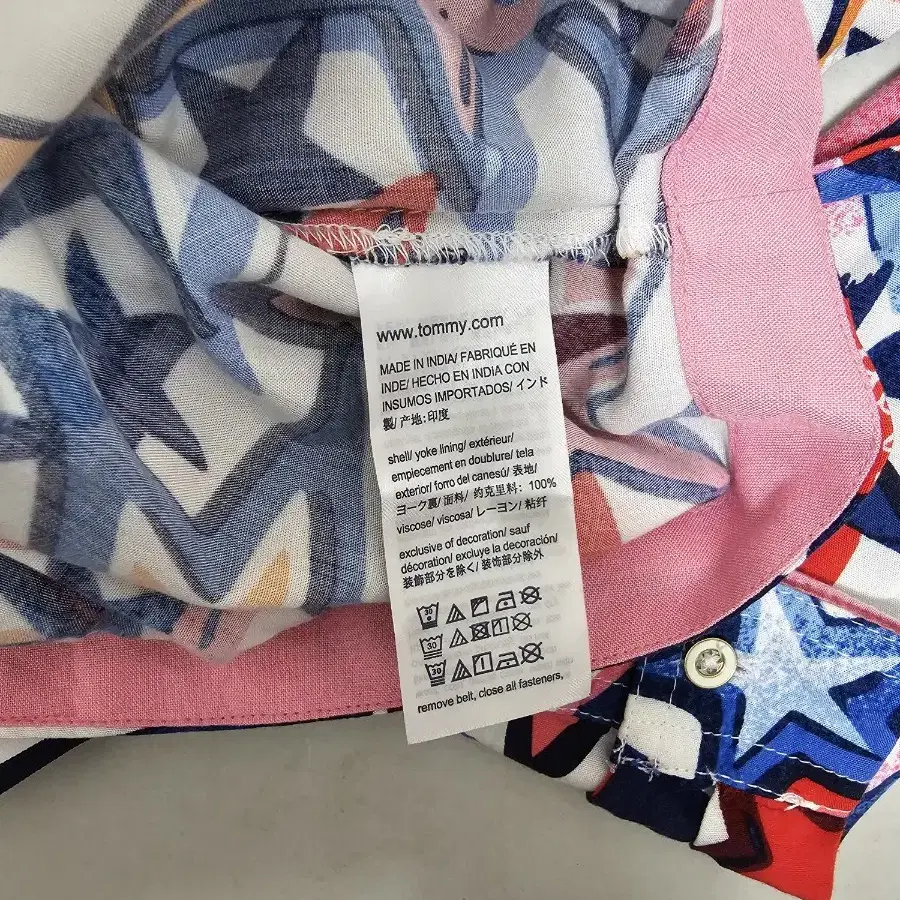 www.tommy.com
MADE IN INDIA/ FABRIQUÉ EN
INDE/ HECHO EN INDIA CON
INSUMOS IMPORTADOS/ インド
製/ 产地: 印度
shell/ yoke lining/ extérieur/
empiecement en doublure/ tela
exterior/ forro del canesú/ 表地/
ヨーク裏/ 面料/ 约克里料: 100%
viscose/ viscosa/ レーヨン/ 粘纤
exclusive of decoration/ sauf
décoration/ excluye la decoración/
装飾部分を除く/ 装饰部分除外
30
30
30
remove belt, close all fasteners,